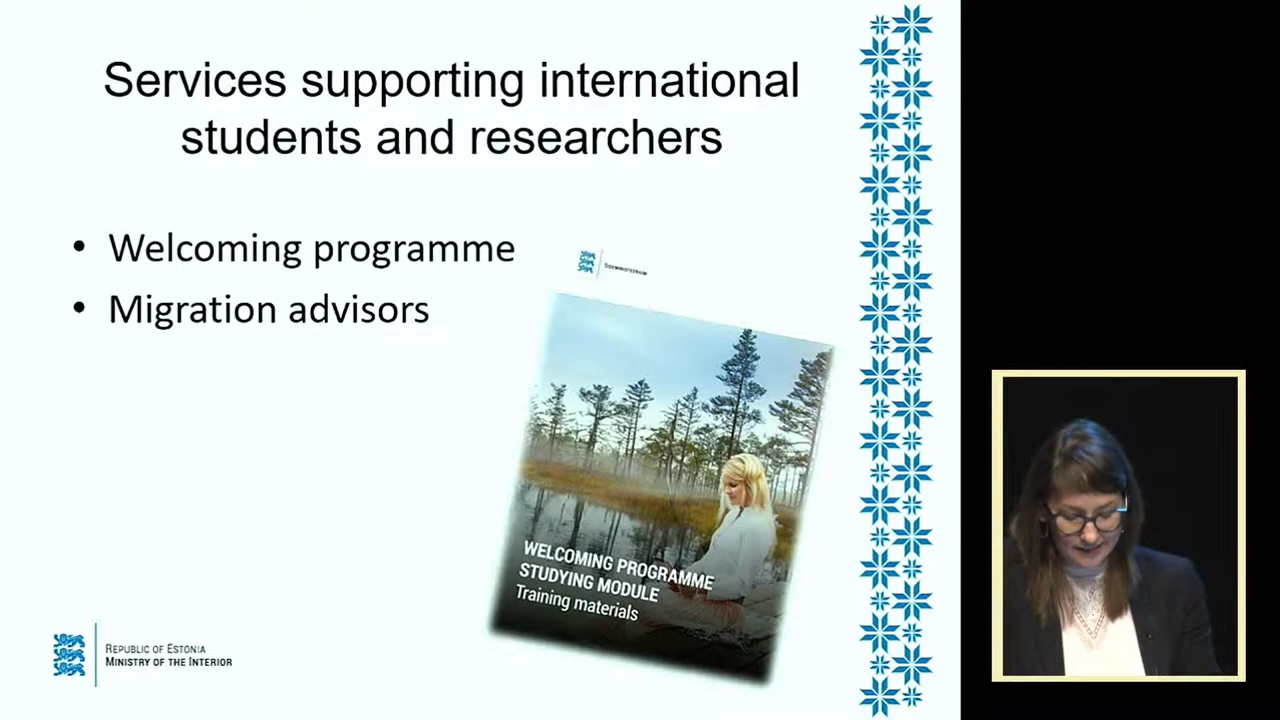 Services supporting international
students and researchers
• Welcoming programme
• Migration advisors
SISEMINISTEERIUM
WELCOMING PROGRAMME
STUDYING MODULE
Training materials
REPUBLIC OF ESTONIA
MINISTRY OF THE INTERIOR